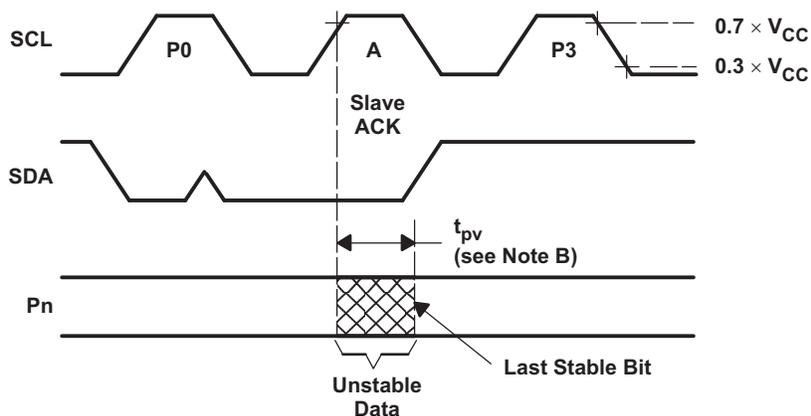 SCL
P0
A
P3
0.7 × VCC
0.3 × VCC
Slave
ACK
SDA
tpv
(see Note B)
Pn
Last Stable Bit
Unstable
Data